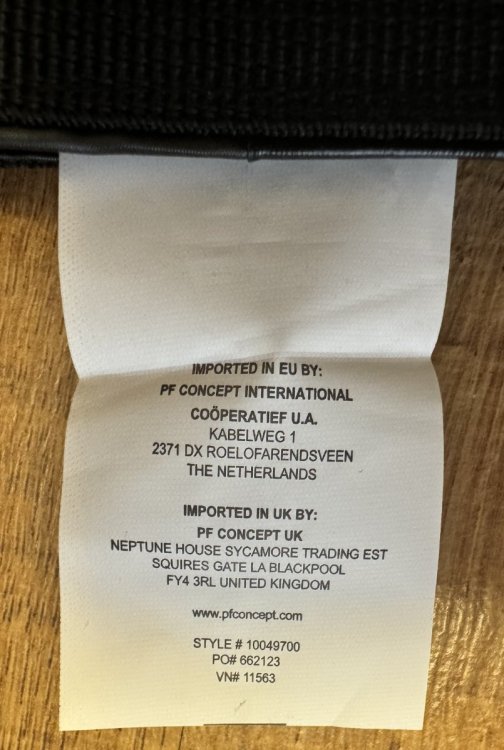 IMPORTED IN EU BY:
PF CONCEPT INTERNATIONAL
COÖPERATIEF U.A.
KABELWEG 1
2371 DX ROELOFARENDSVEEN
THE NETHERLANDS
IMPORTED IN UK BY:
PF CONCEPT UK
NEPTUNE HOUSE SYCAMORE TRADING EST
SQUIRES GATE LA BLACKPOOL
FY4 3RL UNITED KINGDOM
www.pfconcept.com
STYLE # 10049700
PO# 662123
VN# 11563